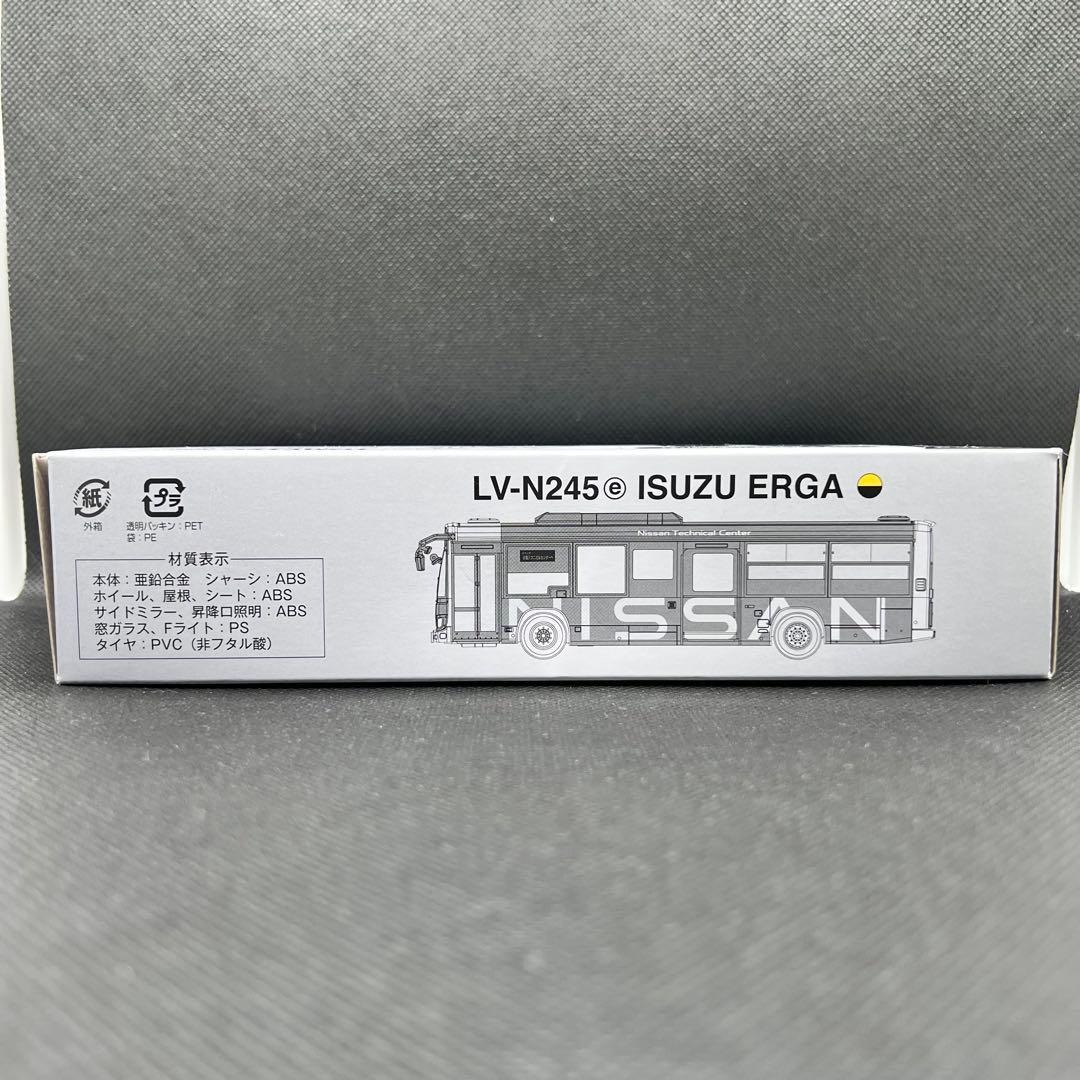 紙
外箱
プラ
透明パッキン：PET
袋：PE
材質表示
本体：亜鉛合金　シャーシ：ABS
ホイール、屋根、シート：ABS
サイドミラー、昇降口照明：ABS
窓ガラス、Fライト：PS
タイヤ：PVC（非フタル酸）
LV-N245ⓔ ISUZU ERGA
Nissan Technical Center
NISSAN